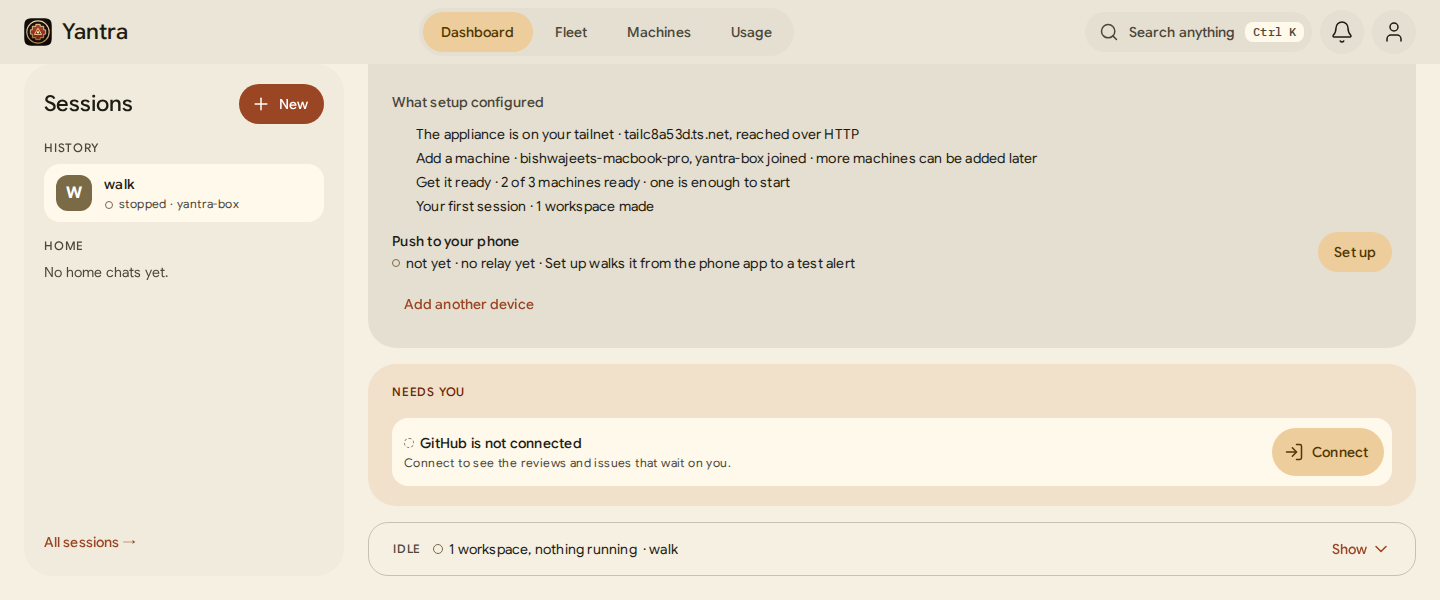 Yantra
Dashboard
Fleet
Machines
Usage
Search anything
Ctrl K
Sessions
New
HISTORY
W
walk
stopped · yantra-box
HOME
No home chats yet.
All sessions →
What setup configured
The appliance is on your tailnet · tailc8a53d.ts.net, reached over HTTP
Add a machine · bishwajeets-macbook-pro, yantra-box joined · more machines can be added later
Get it ready · 2 of 3 machines ready · one is enough to start
Your first session · 1 workspace made
Push to your phone
not yet · no relay yet · Set up walks it from the phone app to a test alert
Set up
Add another device
NEEDS YOU
GitHub is not connected
Connect to see the reviews and issues that wait on you.
Connect
IDLE
1 workspace, nothing running · walk
Show